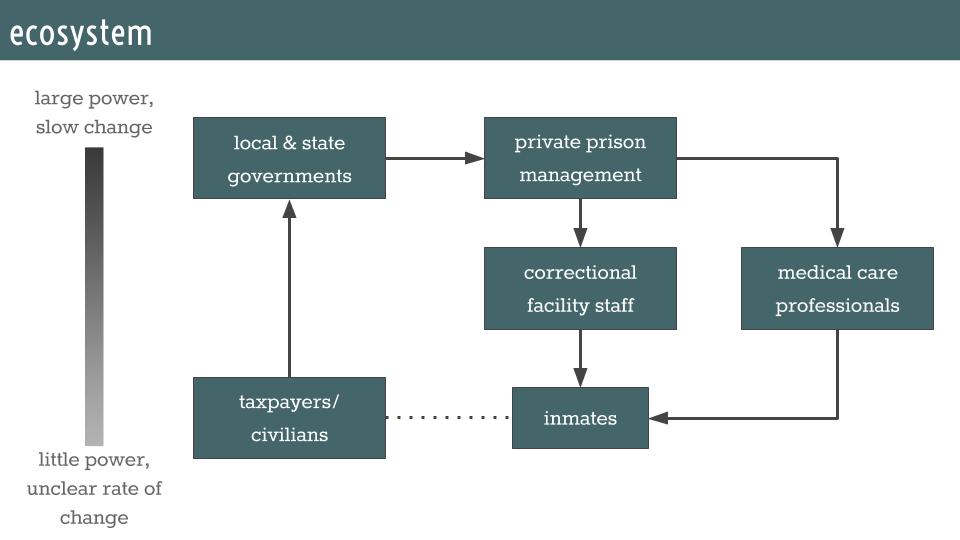 ecosystem
large power,
slow change
local & state
governments
private prison
management
correctional
facility staff
medical care
professionals
taxpayers/
civilians
inmates
little power,
unclear rate of
change